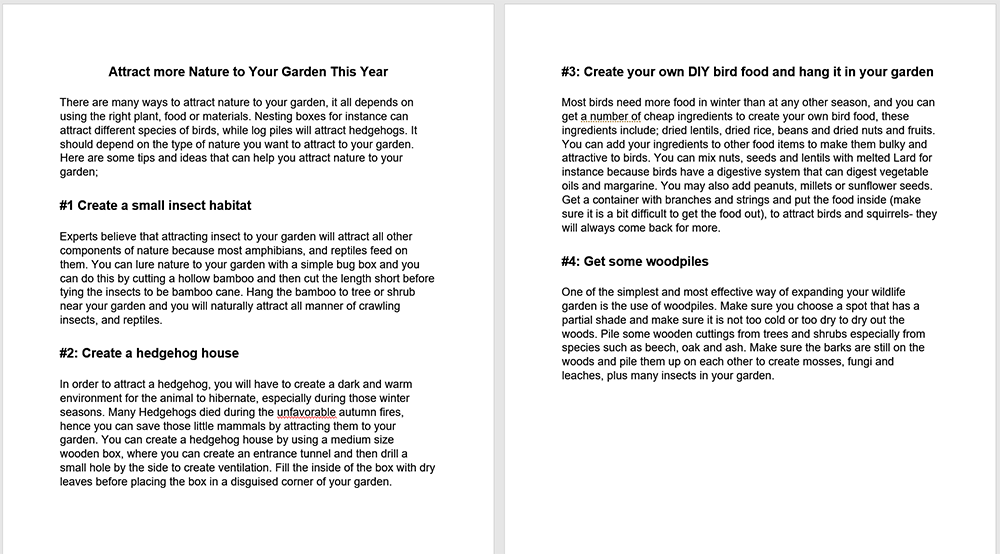 Attract more Nature to Your Garden This Year
There are many ways to attract nature to your garden, it all depends on
using the right plant, food or materials. Nesting boxes for instance can
attract different species of birds, while log piles will attract hedgehogs. It
should depend on the type of nature you want to attract to your garden.
Here are some tips and ideas that can help you attract nature to your
garden;
#1 Create a small insect habitat
Experts believe that attracting insect to your garden will attract all other
components of nature because most amphibians, and reptiles feed on
them. You can lure nature to your garden with a simple bug box and you
can do this by cutting a hollow bamboo and then cut the length short before
tying the insects to be bamboo cane. Hang the bamboo to tree or shrub
near your garden and you will naturally attract all manner of crawling
insects, and reptiles.
#2: Create a hedgehog house
In order to attract a hedgehog, you will have to create a dark and warm
environment for the animal to hibernate, especially during those winter
seasons. Many Hedgehogs died during the unfavorable autumn fires,
hence you can save those little mammals by attracting them to your
garden. You can create a hedgehog house by using a medium size
wooden box, where you can create an entrance tunnel and then drill a
small hole by the side to create ventilation. Fill the inside of the box with dry
leaves before placing the box in a disguised corner of your garden.
#3: Create your own DIY bird food and hang it in your garden
Most birds need more food in winter than at any other season, and you can
get a number of cheap ingredients to create your own bird food, these
ingredients include; dried lentils, dried rice, beans and dried nuts and fruits.
You can add your ingredients to other food items to make them bulky and
attractive to birds. You can mix nuts, seeds and lentils with melted Lard for
instance because birds have a digestive system that can digest vegetable
oils and margarine. You may also add peanuts, millets or sunflower seeds.
Get a container with branches and strings and put the food inside (make
sure it is a bit difficult to get the food out), to attract birds and squirrels- they
will always come back for more.
#4: Get some woodpiles
One of the simplest and most effective way of expanding your wildlife
garden is the use of woodpiles. Make sure you choose a spot that has a
partial shade and make sure it is not too cold or too dry to dry out the
woods. Pile some wooden cuttings from trees and shrubs especially from
species such as beech, oak and ash. Make sure the barks are still on the
woods and pile them up on each other to create mosses, fungi and
leaches, plus many insects in your garden.